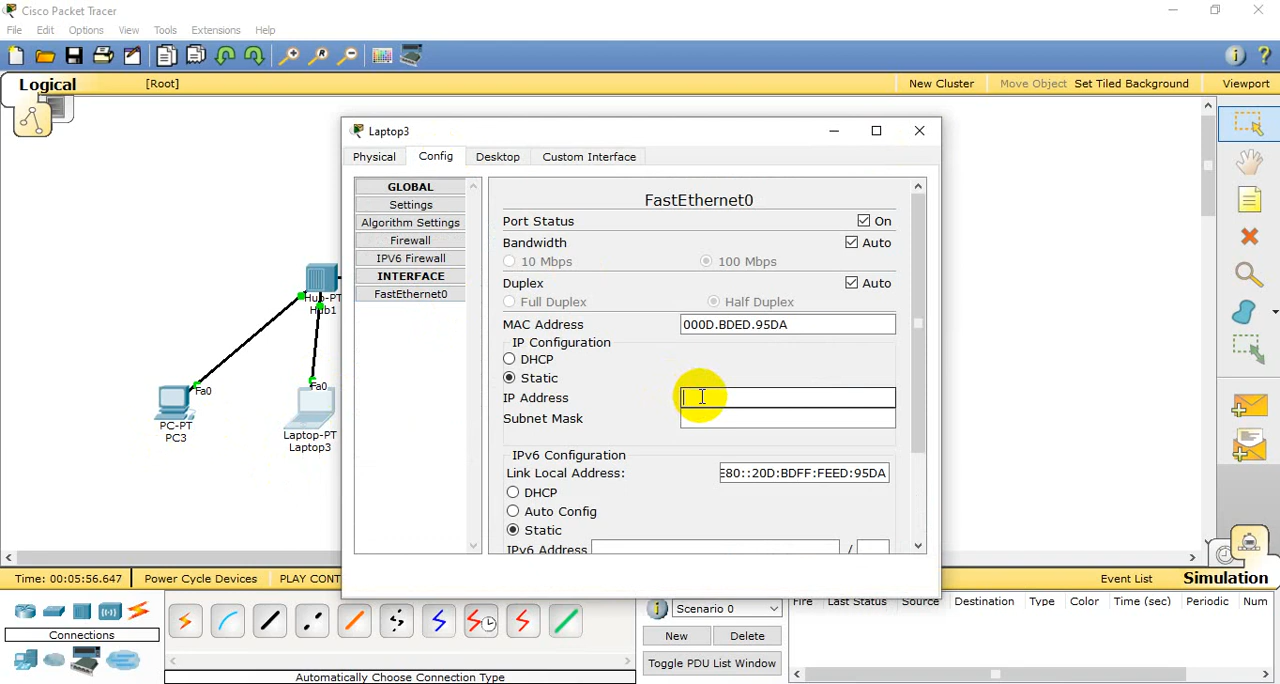 Cisco Packet Tracer
File Edit Options View Tools Extensions Help
Logical [Root] New Cluster Move Object Set Tiled Background Viewport
Laptop3
Physical Config Desktop Custom Interface
GLOBAL
Settings
Algorithm Settings
Firewall
IPV6 Firewall
INTERFACE
FastEthernet0
FastEthernet0
Port Status On
Bandwidth Auto
10 Mbps 100 Mbps
Duplex Auto
Full Duplex Half Duplex
MAC Address 000D.BDED.95DA
IP Configuration
DHCP
Static
IP Address
Subnet Mask
IPv6 Configuration
Link Local Address: E80::20D:BDFF:FEED:95DA
DHCP
Auto Config
Static
IPv6 Address /
Hub-PT
Hub1
Fa0
PC-PT
PC3
Fa0
Laptop-PT
Laptop3
Time: 00:05:56.647 Power Cycle Devices PLAY CONT Event List Simulation
Connections
Automatically Choose Connection Type
Scenario 0
New Delete
Toggle PDU List Window
Fire Last Status Source Destination Type Color Time (sec) Periodic Num